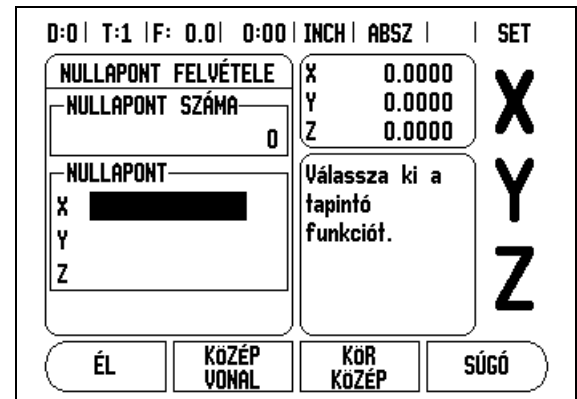 D:0 | T:1 | F: 0.0 | 0:00 | INCH | ABSZ | | SET
NULLAPONT FELVÉTELE
NULLAPONT SZÁMA
0
NULLAPONT
X
Y
Z
X 0.0000
Y 0.0000
Z 0.0000
Válassza ki a
tapintó
funkciót.
X
Y
Z
ÉL
KÖZÉP
VONAL
KÖR
KÖZÉP
SÚGÓ